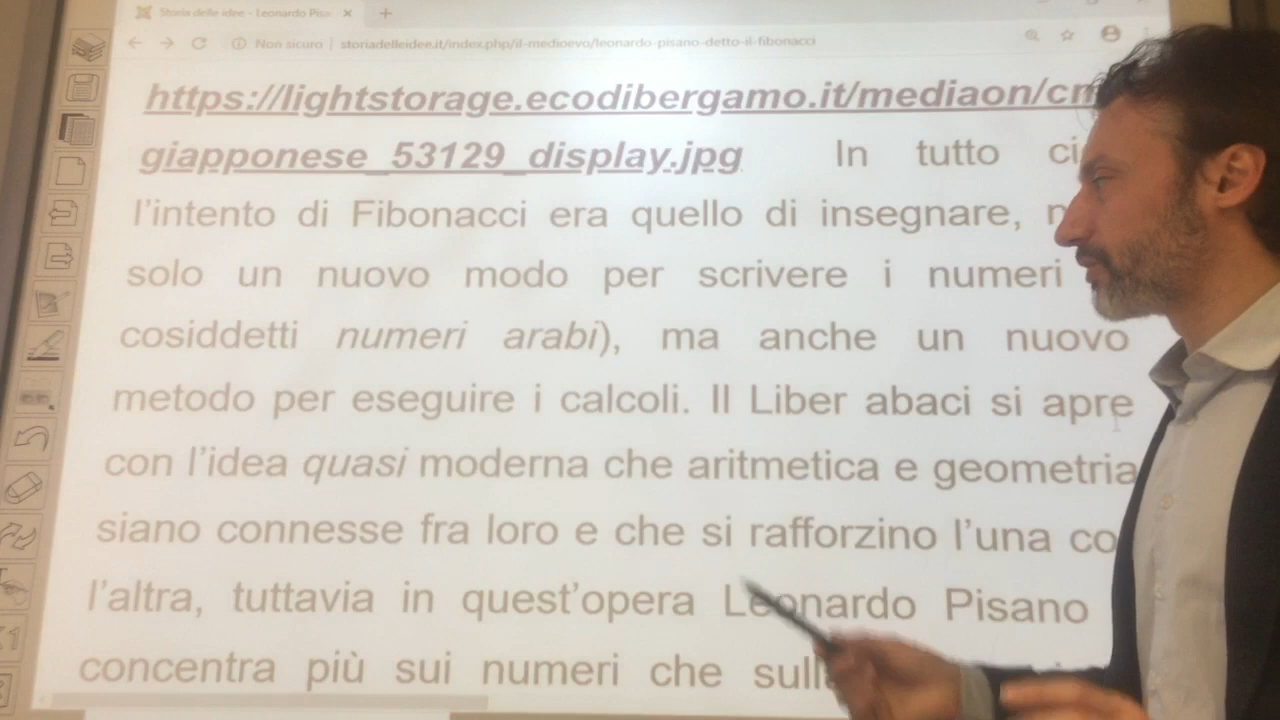 Storia delle idee - Leonardo Pisa
Non sicuro | storiadelleidee.it/index.php/il-medioevo/leonardo-pisano-detto-il-fibonacci
https://lightstorage.ecodibergamo.it/mediaon/cm
giapponese_53129_display.jpg In tutto
l'intento di Fibonacci era quello di insegnare,
solo un nuovo modo per scrivere i numeri
cosiddetti numeri arabi), ma anche un nuovo
metodo per eseguire i calcoli. Il Liber abaci si apre
con l'idea quasi moderna che aritmetica e geometria
siano connesse fra loro e che si rafforzino l'una
l'altra, tuttavia in quest'opera Leonardo Pisano
concentra più sui numeri che